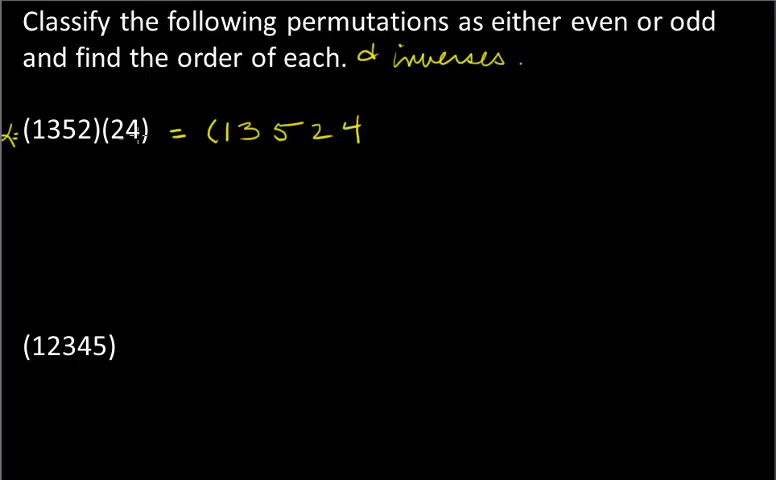 Classify the following permutations as either even or odd
and find the order of each. & inverses.
α=(1352)(24) = (13524
(12345)